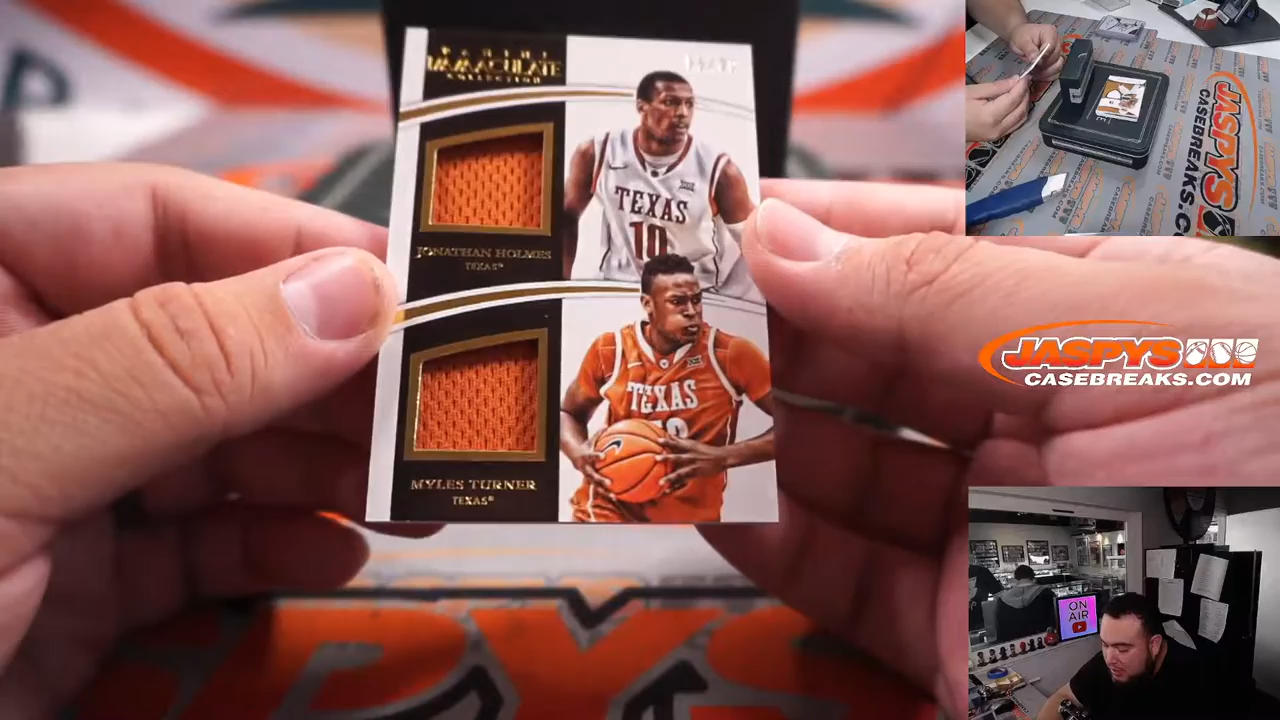 PANINI
IMMACULATE
COLLECTION
JONATHAN HOLMES
TEXAS®
TEXAS
10
MYLES TURNER
TEXAS®
TEXAS
JASPYS
CASEBREAKS.COM
JASPYS
CASEBREAKS.CO
ON
AIR